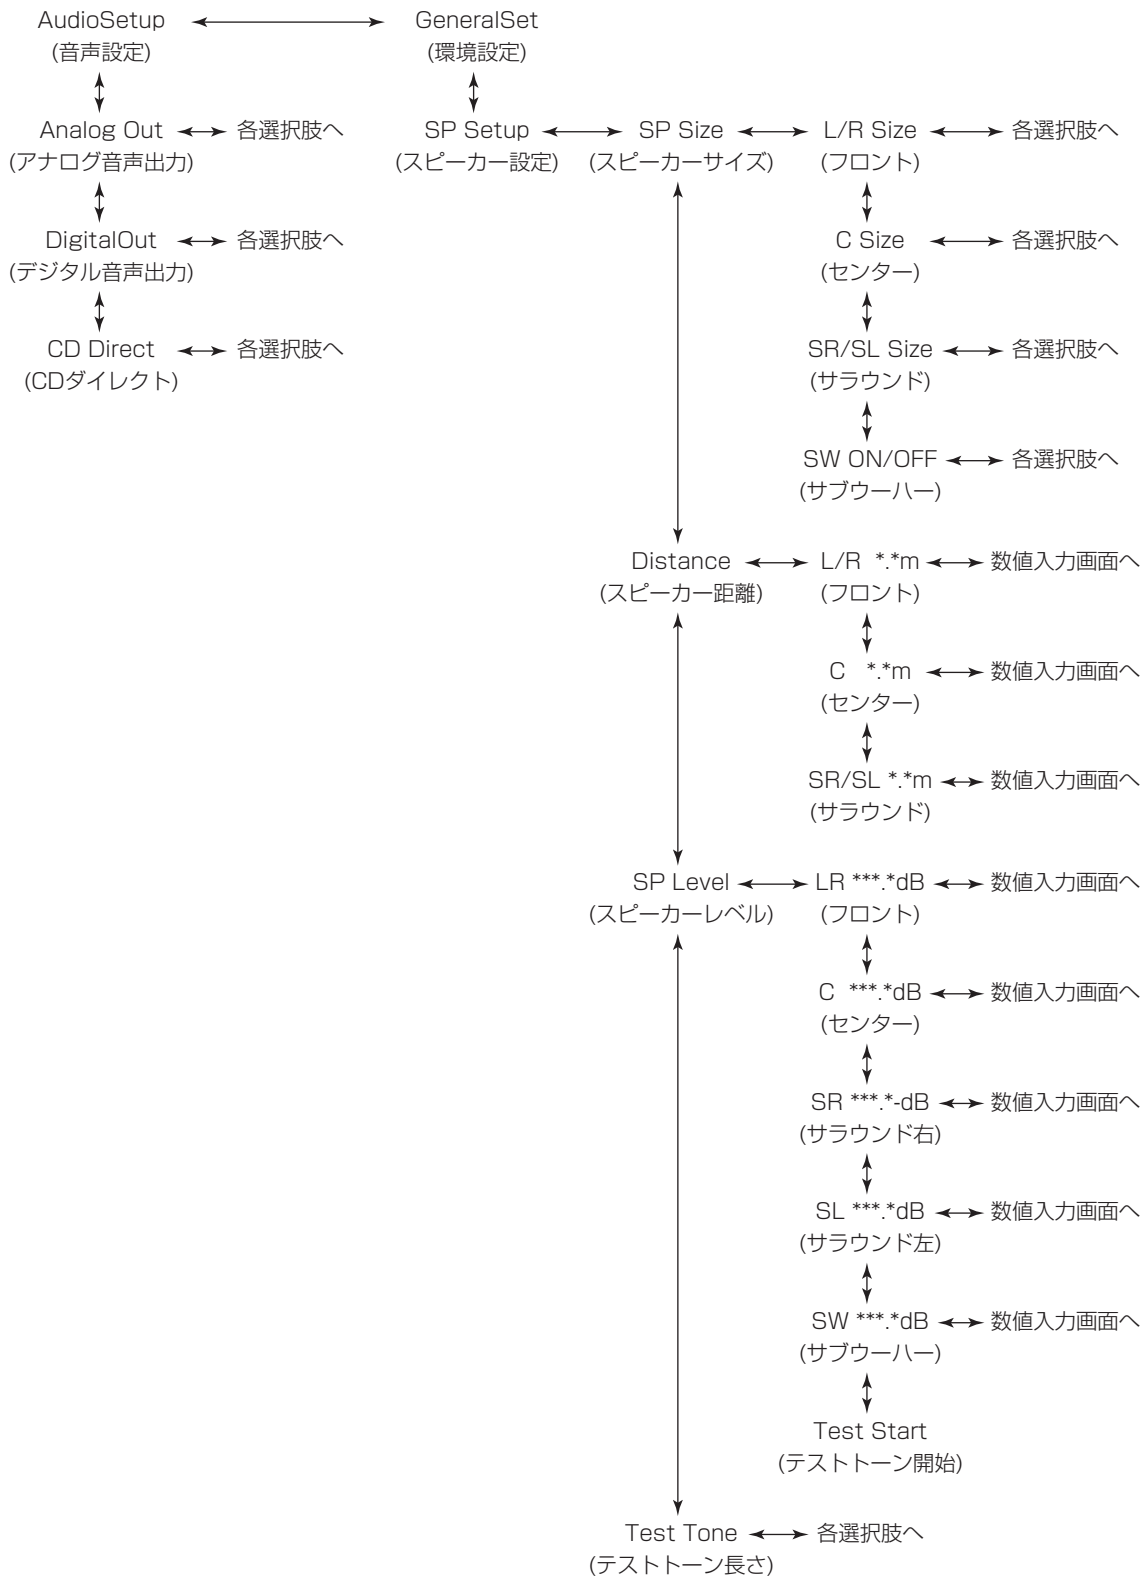 AudioSetup GeneralSet
(音声設定) (環境設定)
Analog Out 各選択肢へ SP Setup SP Size L/R Size 各選択肢へ
(アナログ音声出力) (スピーカー設定) (スピーカーサイズ) (フロント)
DigitalOut 各選択肢へ C Size 各選択肢へ
(デジタル音声出力) (センター)
CD Direct 各選択肢へ SR/SL Size 各選択肢へ
(CDダイレクト) (サラウンド)
SW ON/OFF 各選択肢へ
(サブウーハー)
Distance L/R *.*m 数値入力画面へ
(スピーカー距離) (フロント)
C *.*m 数値入力画面へ
(センター)
SR/SL *.*m 数値入力画面へ
(サラウンド)
SP Level LR ***.*dB 数値入力画面へ
(スピーカーレベル) (フロント)
C ***.*dB 数値入力画面へ
(センター)
SR ***.*-dB 数値入力画面へ
(サラウンド右)
SL ***.*dB 数値入力画面へ
(サラウンド左)
SW ***.*dB 数値入力画面へ
(サブウーハー)
Test Start
(テストトーン開始)
Test Tone 各選択肢へ
(テストトーン長さ)